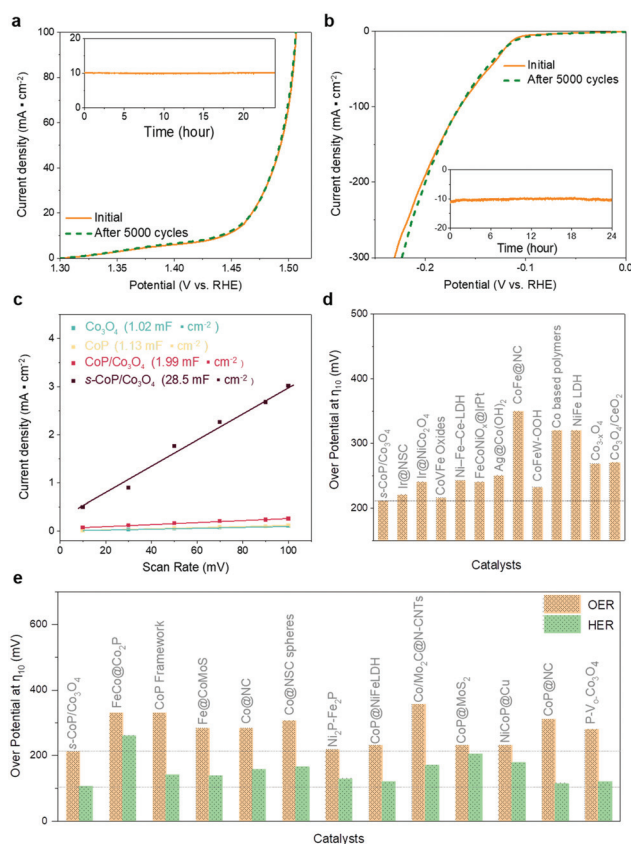 a
100
80
60
40
20
0
1.30
1.35
1.40
1.45
1.50
Current density (mA • cm-2)
Potential (V vs. RHE)
20
10
0
0
5
10
15
20
Time (hour)
Initial
After 5000 cycles
b
0
-100
-200
-300
-0.2
-0.1
0.0
Current density (mA • cm-2)
Potential (V vs. RHE)
Initial
After 5000 cycles
0
-10
-20
0
6
12
18
24
Time (hour)
c
Co3O4 (1.02 mF • cm-2)
CoP (1.13 mF • cm-2)
CoP/Co3O4 (1.99 mF • cm-2)
s-CoP/Co3O4 (28.5 mF • cm-2)
4
3
2
1
0
20
40
60
80
100
Current density (mA • cm-2)
Scan Rate (mV)
d
500
400
300
200
Over Potential at η10 (mV)
s-CoP/Co3O4
Ir@NSC
Ir@NiCo2O4
CoVFe Oxides
Ni–Fe–Ce-LDH
FeCoNiOx@IrPt
Ag@Co(OH)2
CoFe@NC
CoFeW-OOH
Co based polymers
NiFe LDH
Co3-xO4
Co3O4/CeO2
Catalysts
e
600
400
200
0
Over Potential at η10 (mV)
OER
HER
s-CoP/Co3O4
FeCo@Co2P
CoP Framework
Fe@CoMoS
Co@NC
Co@NSC spheres
Ni2P-Fe2P
CoP@NiFeLDH
Co/Mo2C@N-CNTs
CoP@MoS2
NiCoP@Cu
CoP@NC
P-Vo-Co3O4
Catalysts